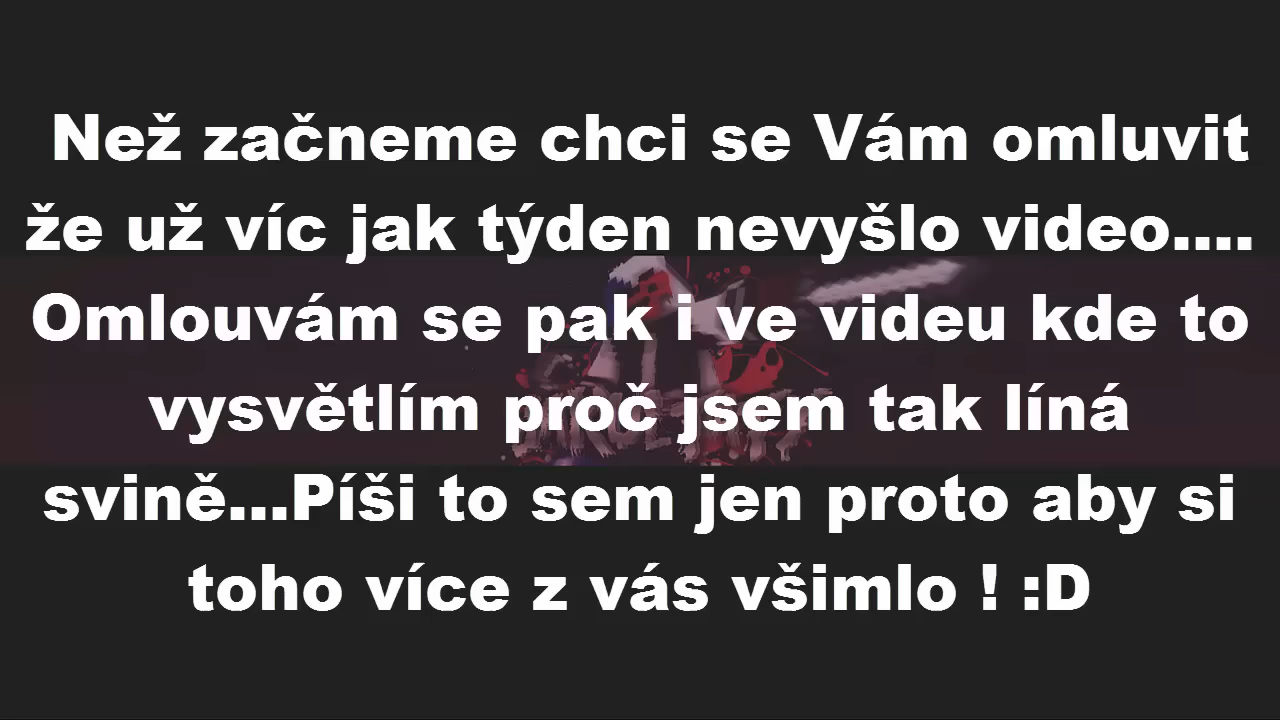 Než začneme chci se Vám omluvit
že už víc jak týden nevyšlo video....
Omlouvám se pak i ve videu kde to
vysvětlím proč jsem tak líná
svině...Píši to sem jen proto aby si
toho více z vás všimlo ! :D